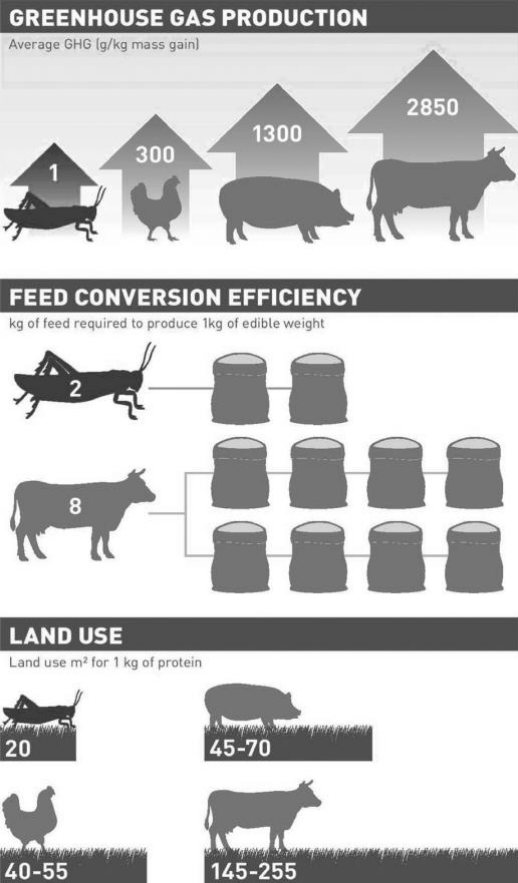 GREENHOUSE GAS PRODUCTION
Average GHG (g/kg mass gain)
1
300
1300
2850
FEED CONVERSION EFFICIENCY
kg of feed required to produce 1kg of edible weight
2
8
LAND USE
Land use m² for 1 kg of protein
20
45-70
40-55
145-255